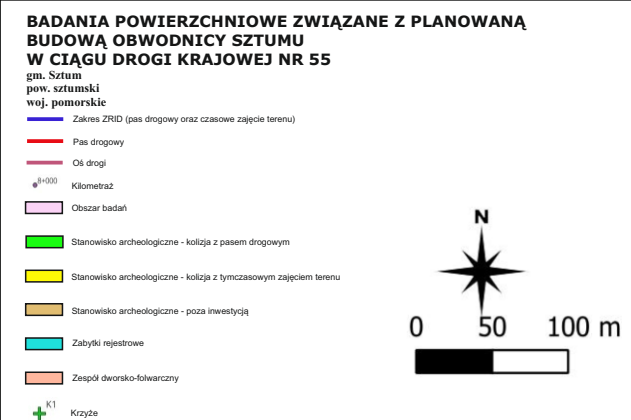 BADANIA POWIERZCHNIOWE ZWIĄZANE Z PLANOWANĄ
BUDOWĄ OBWODNICY SZTUMU
W CIĄGU DROGI KRAJOWEJ NR 55
gm. Sztum
pow. sztumski
woj. pomorskie
Zakres ZRID (pas drogowy oraz czasowe zajęcie terenu)
Pas drogowy
Oś drogi
8+000 Kilometraż
Obszar badań
Stanowisko archeologiczne - kolizja z pasem drogowym
Stanowisko archeologiczne - kolizja z tymczasowym zajęciem terenu
Stanowisko archeologiczne - poza inwestycją
Zabytki rejestrowe
Zespół dworsko-folwarczny
K1 Krzyże
N
0 50 100 m